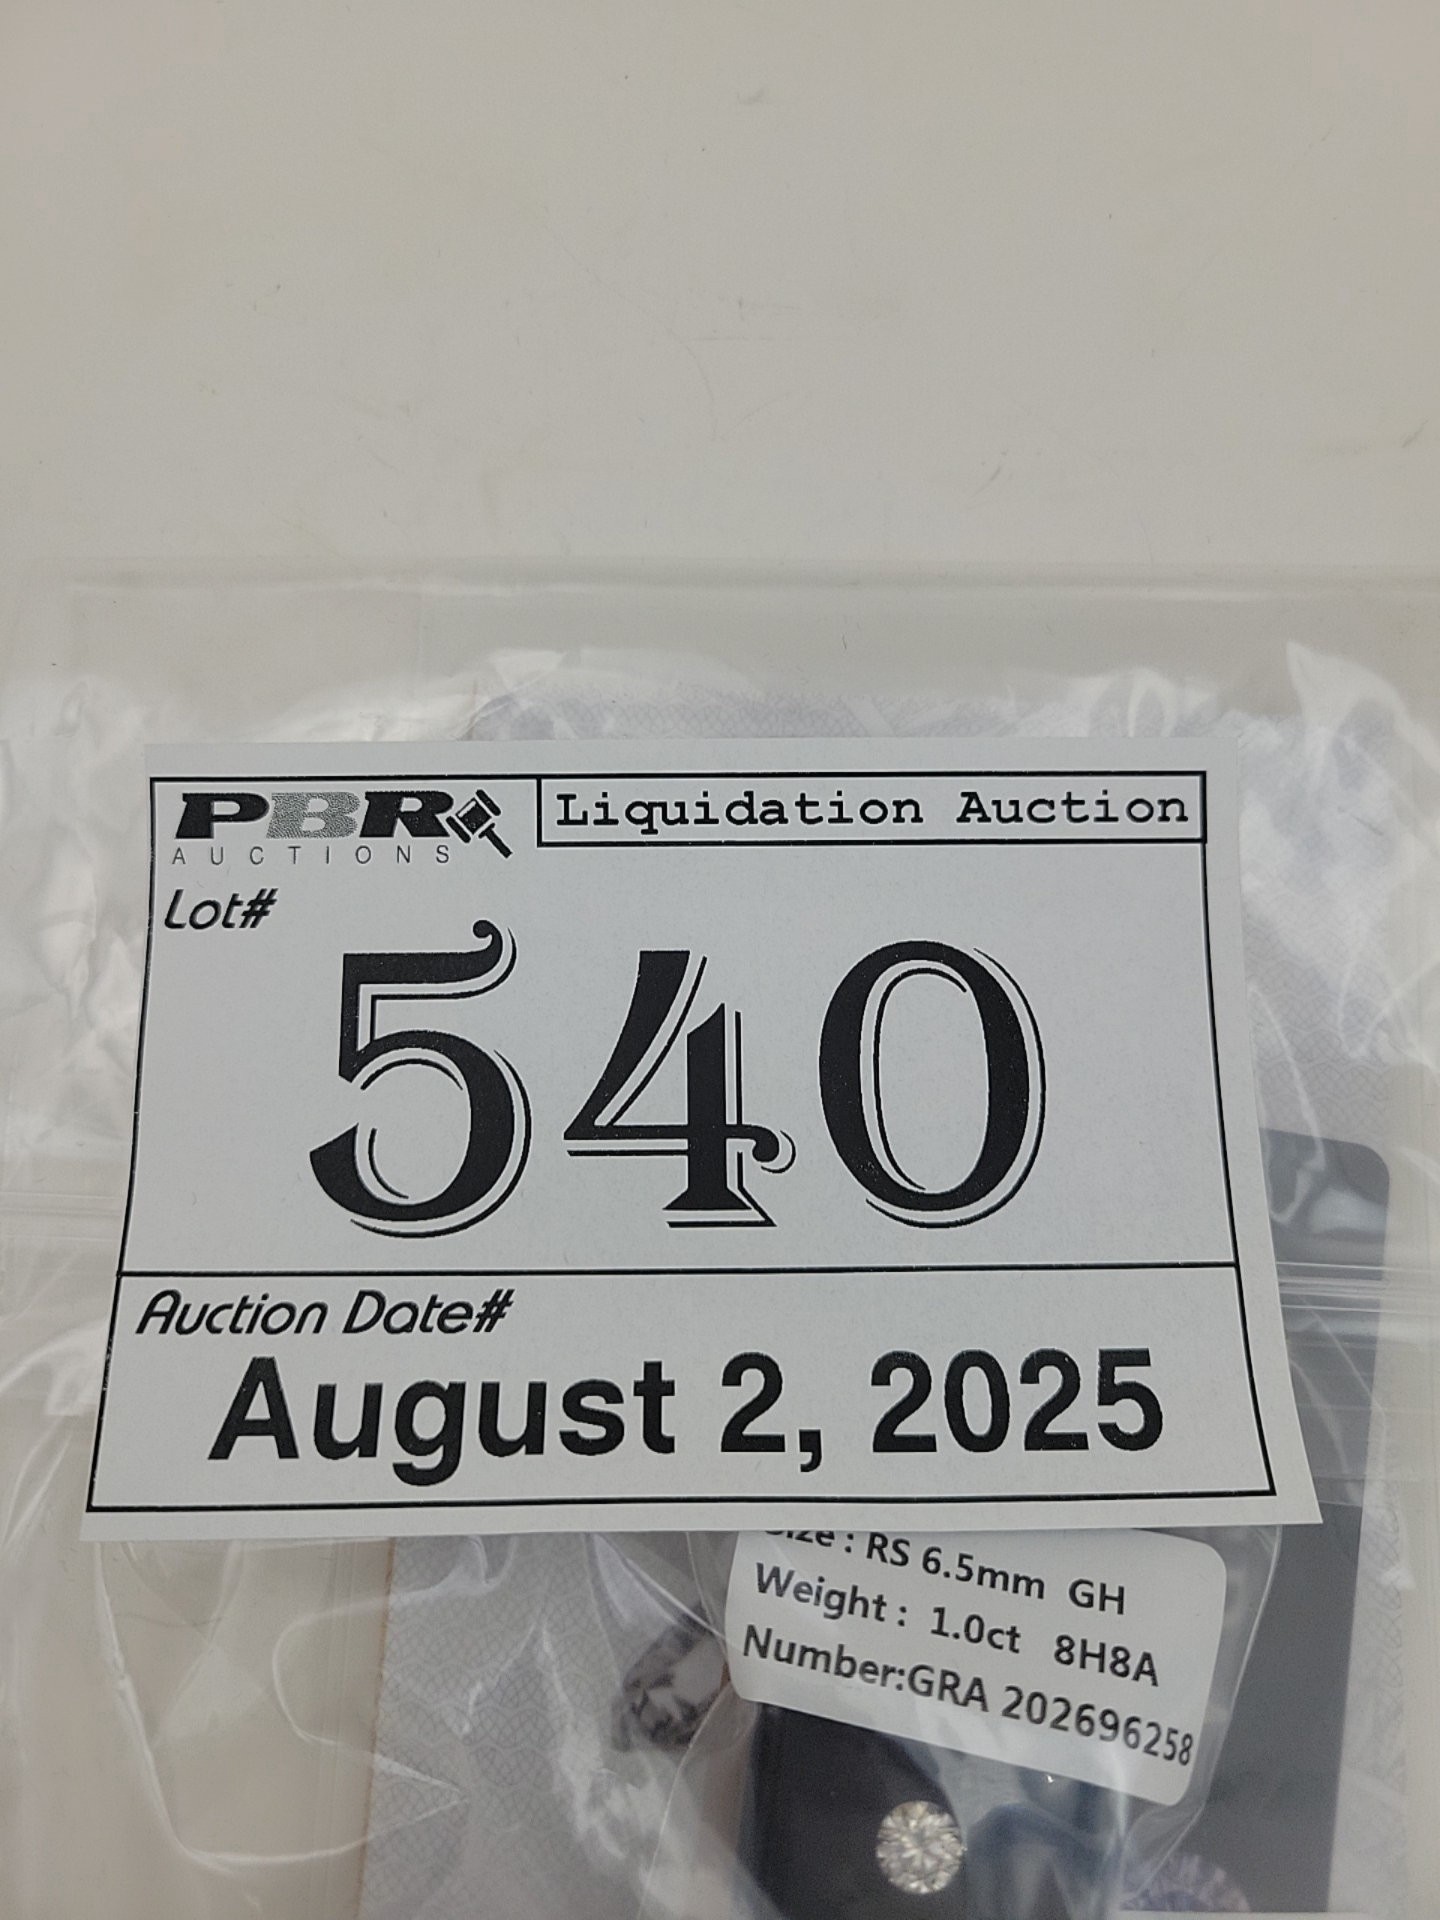 PBR
AUCTIONS
Liquidation Auction
Lot#
540
Auction Date#
August 2, 2025
Size : RS 6.5mm GH
Weight : 1.0ct 8H8A
Number:GRA 202696258